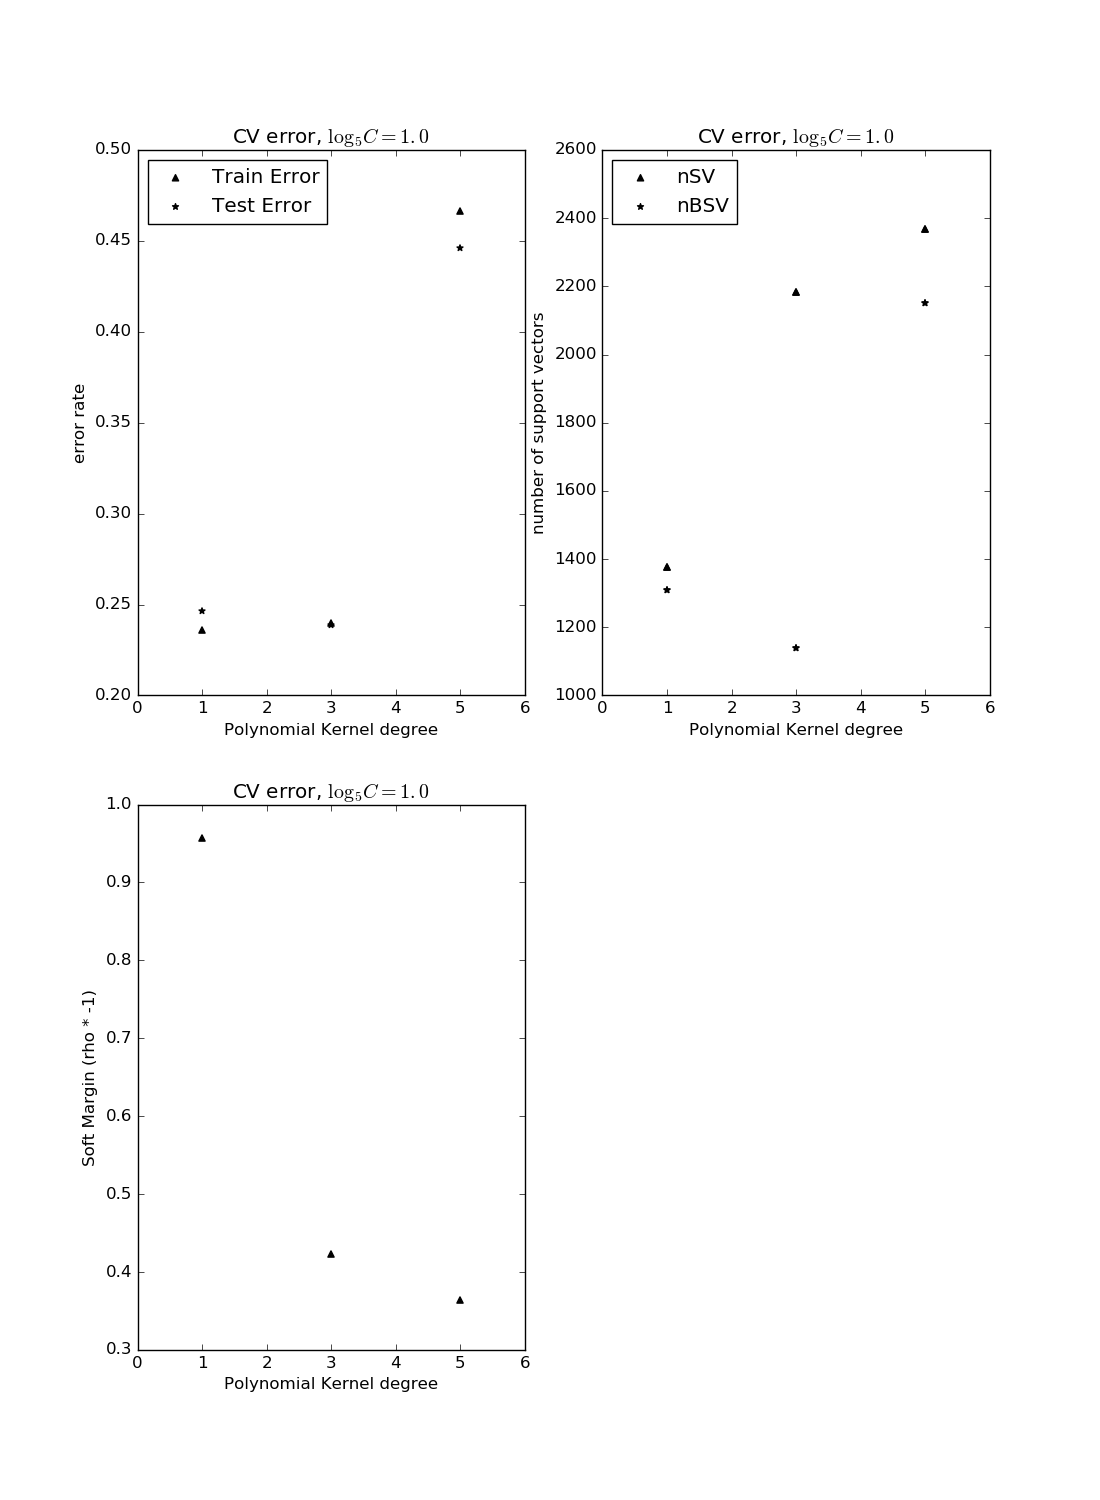 CV error, log₅C = 1.0
0.50
0.45
0.40
0.35
0.30
0.25
0.20
error rate
Train Error
Test Error
0 1 2 3 4 5 6
Polynomial Kernel degree
CV error, log₅C = 1.0
2600
2400
2200
2000
1800
1600
1400
1200
1000
number of support vectors
nSV
nBSV
0 1 2 3 4 5 6
Polynomial Kernel degree
CV error, log₅C = 1.0
1.0
0.9
0.8
0.7
0.6
0.5
0.4
0.3
Soft Margin (rho * -1)
0 1 2 3 4 5 6
Polynomial Kernel degree